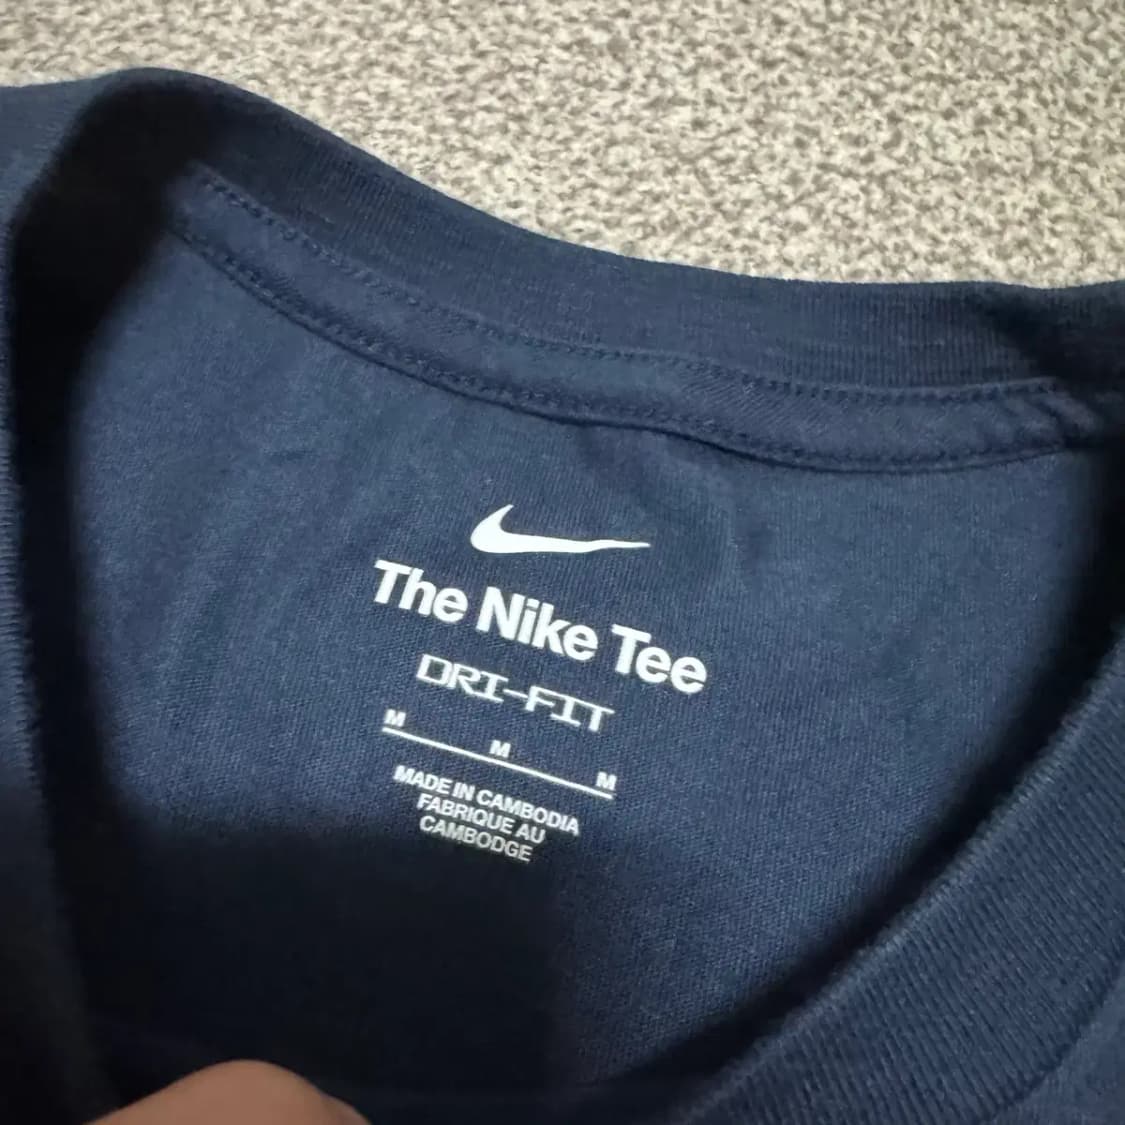 The Nike Tee
DRI-FIT
M M M
MADE IN CAMBODIA
FABRIQUE AU
CAMBODGE